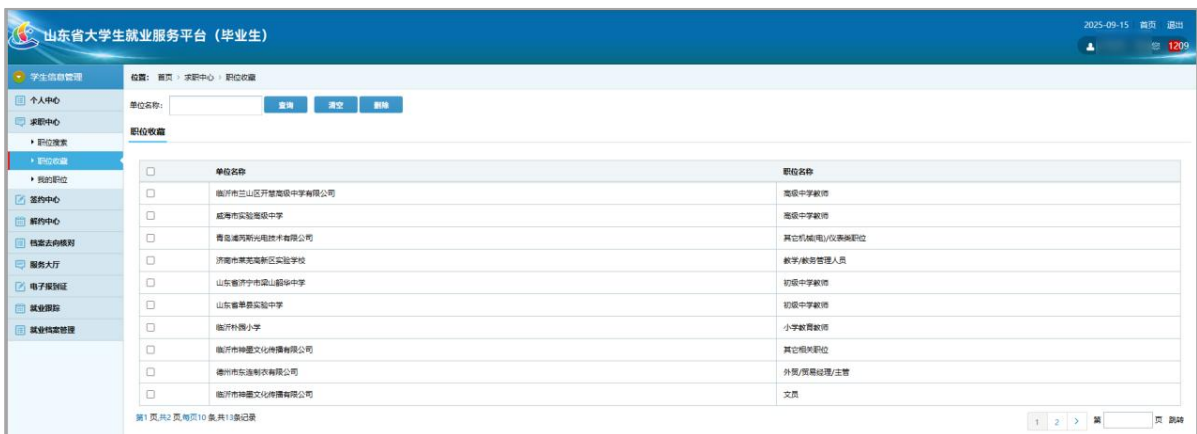 山东省大学生就业服务平台（毕业生）
2025-09-15 首页 退出
1209
学生信息管理
个人中心
求职中心
职位搜索
职位收藏
我的职位
签约中心
解约中心
档案去向核对
服务大厅
电子报到证
就业跟踪
就业档案管理
位置： 首页 › 求职中心 › 职位收藏
单位名称： 查询 清空 删除
职位收藏
单位名称 职位名称
临沂市兰山区开慧高级中学有限公司 高级中学教师
威海市实验高级中学 高级中学教师
青岛浦芮斯光电技术有限公司 其它机械(电)/仪表类职位
济南市莱芜高新区实验学校 教学/教务管理人员
山东省济宁市梁山韶华中学 初级中学教师
山东省单县实验中学 初级中学教师
临沂朴园小学 小学教育教师
临沂市神墨文化传播有限公司 其它相关职位
德州市东连制衣有限公司 外贸/贸易经理/主管
临沂市神墨文化传播有限公司 文员
第1 页,共2 页,每页10 条,共13条记录
1 2 > 第 页 跳转